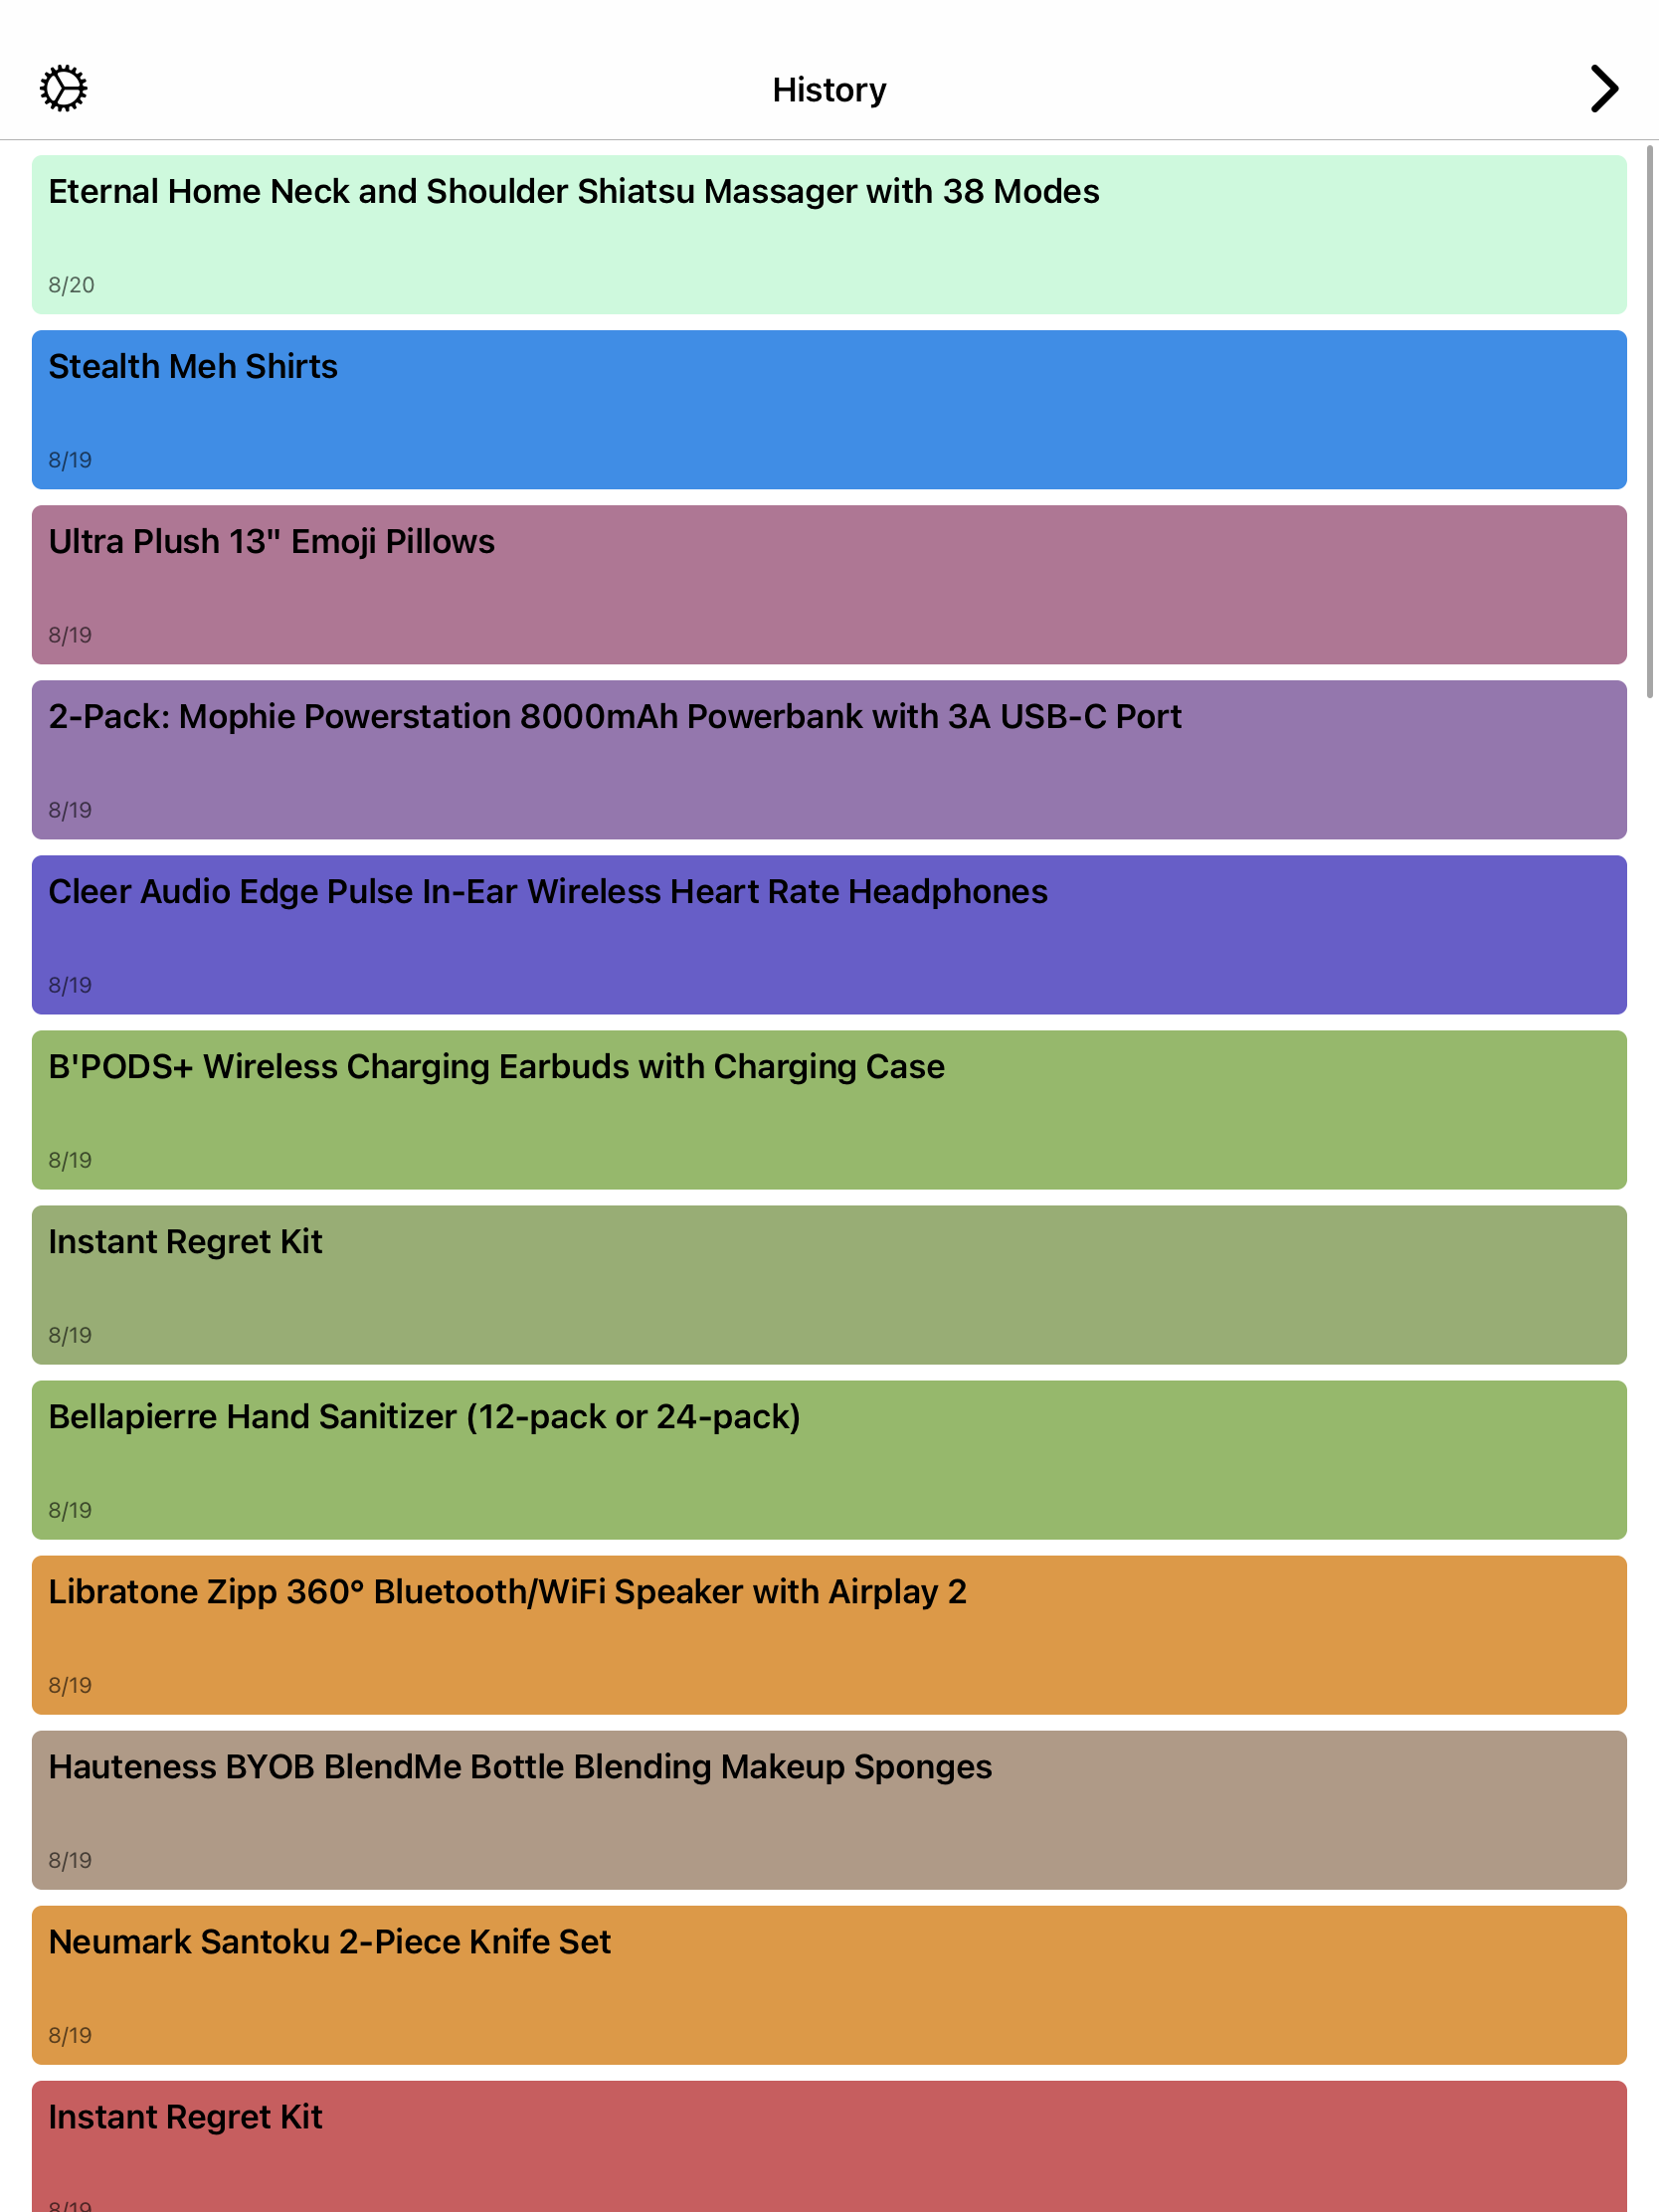 History
Eternal Home Neck and Shoulder Shiatsu Massager with 38 Modes
8/20
Stealth Meh Shirts
8/19
Ultra Plush 13" Emoji Pillows
8/19
2-Pack: Mophie Powerstation 8000mAh Powerbank with 3A USB-C Port
8/19
Cleer Audio Edge Pulse In-Ear Wireless Heart Rate Headphones
8/19
B'PODS+ Wireless Charging Earbuds with Charging Case
8/19
Instant Regret Kit
8/19
Bellapierre Hand Sanitizer (12-pack or 24-pack)
8/19
Libratone Zipp 360° Bluetooth/WiFi Speaker with Airplay 2
8/19
Hauteness BYOB BlendMe Bottle Blending Makeup Sponges
8/19
Neumark Santoku 2-Piece Knife Set
8/19
Instant Regret Kit
8/19